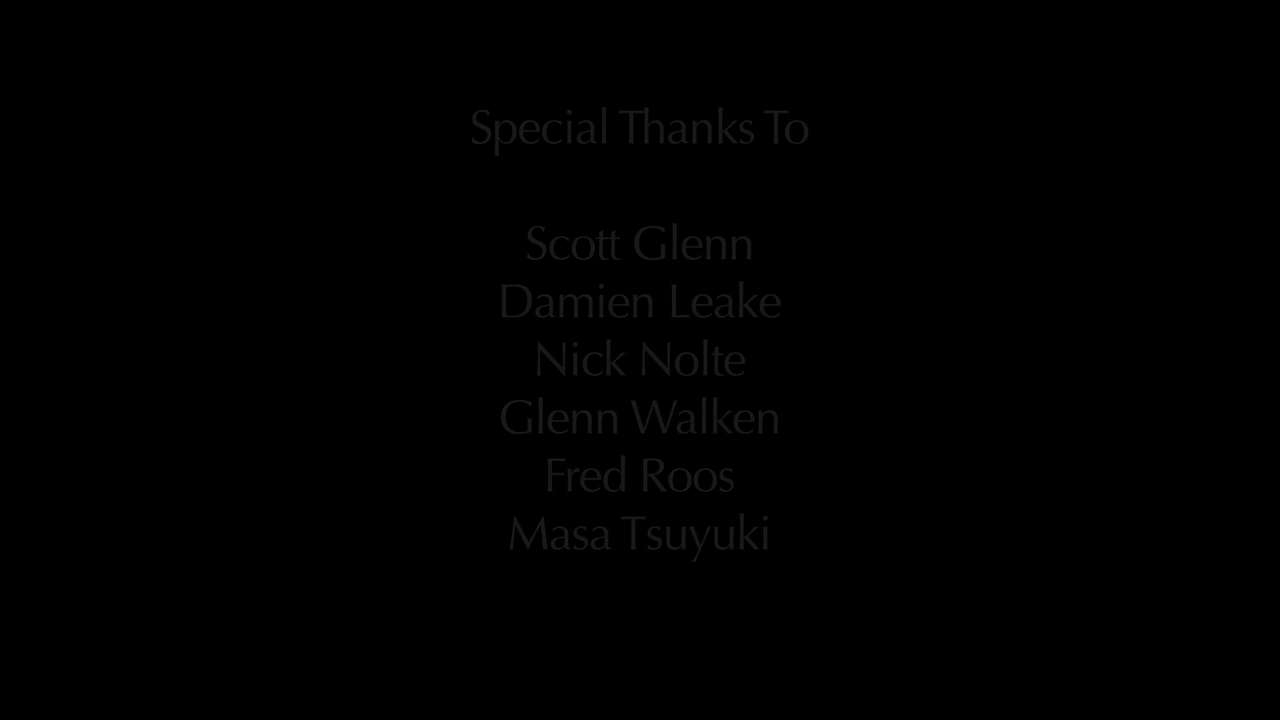 Special Thanks To
Scott Glenn
Damien Leake
Nick Nolte
Glenn Walken
Fred Roos
Masa Tsuyuki